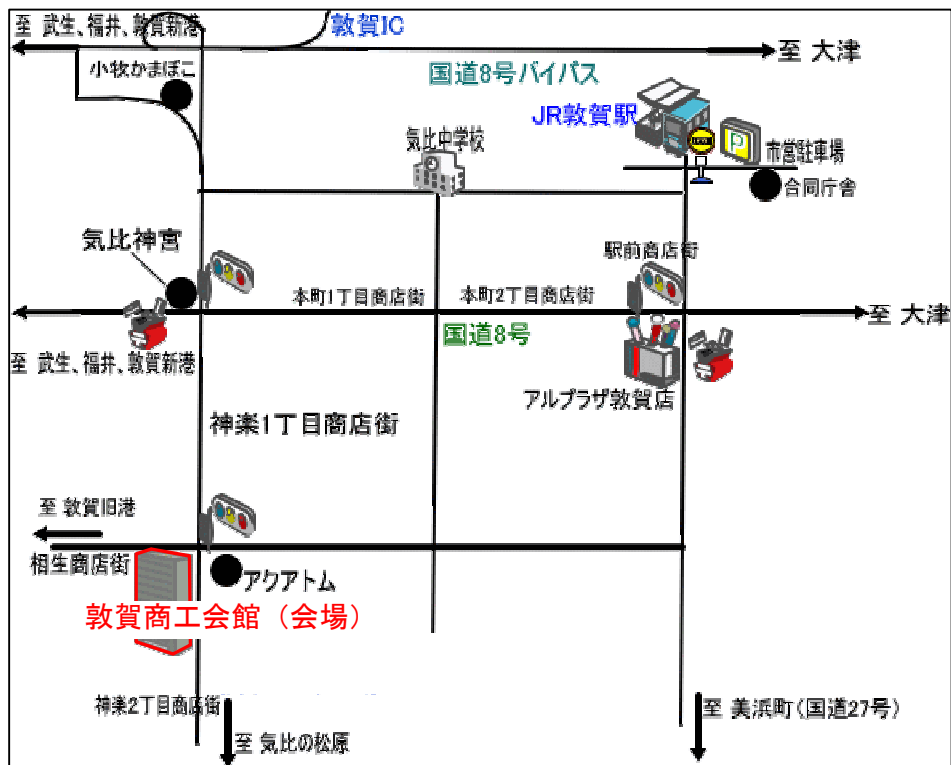 至 武生、福井、敦賀新港
敦賀IC
至 大津
小牧かまぼこ
国道8号バイパス
JR敦賀駅
P
市営駐車場
気比中学校
合同庁舎
気比神宮
駅前商店街
本町1丁目商店街
本町2丁目商店街
至 大津
国道8号
至 武生、福井、敦賀新港
アルプラザ敦賀店
神楽1丁目商店街
至 敦賀旧港
相生商店街
アクアトム
敦賀商工会館（会場）
神楽2丁目商店街
至 美浜町(国道27号)
至 気比の松原